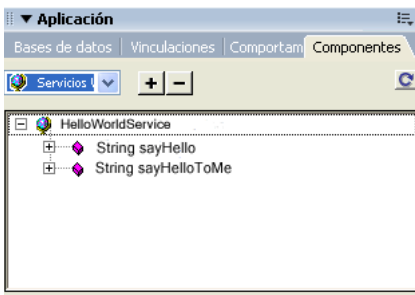 Aplicación
Bases de datos Vinculaciones Comportam Componentes
Servicios
HelloWorldService
String sayHello
String sayHelloToMe